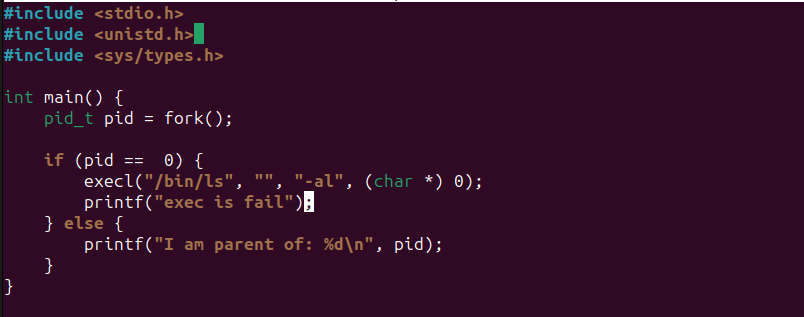 #include <stdio.h>
#include <unistd.h>
#include <sys/types.h>

int main() {
    pid_t pid = fork();

    if (pid ==  0) {
        execl("/bin/ls", "", "-al", (char *) 0);
        printf("exec is fail");
    } else {
        printf("I am parent of: %d\n", pid);
    }
}